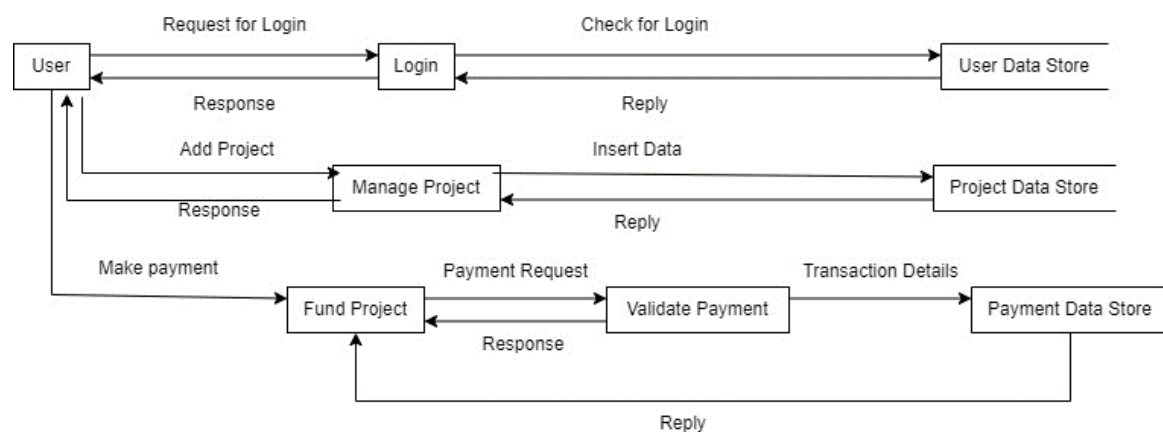 Request for Login
Check for Login
User
Login
User Data Store
Response
Reply
Add Project
Insert Data
Manage Project
Project Data Store
Response
Reply
Make payment
Payment Request
Transaction Details
Fund Project
Validate Payment
Payment Data Store
Response
Reply